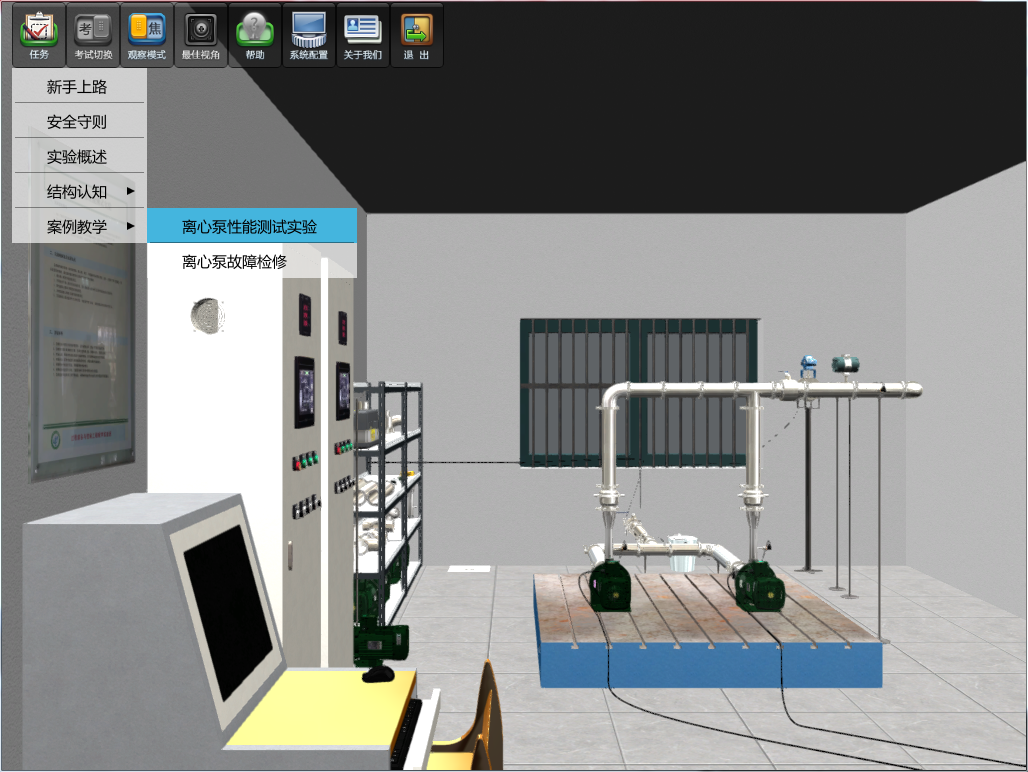 任务
考试切换
观察模式
最佳视角
帮助
系统配置
关于我们
退 出
考
焦
新手上路
安全守则
实验概述
结构认知
案例教学
离心泵性能测试实验
离心泵故障检修